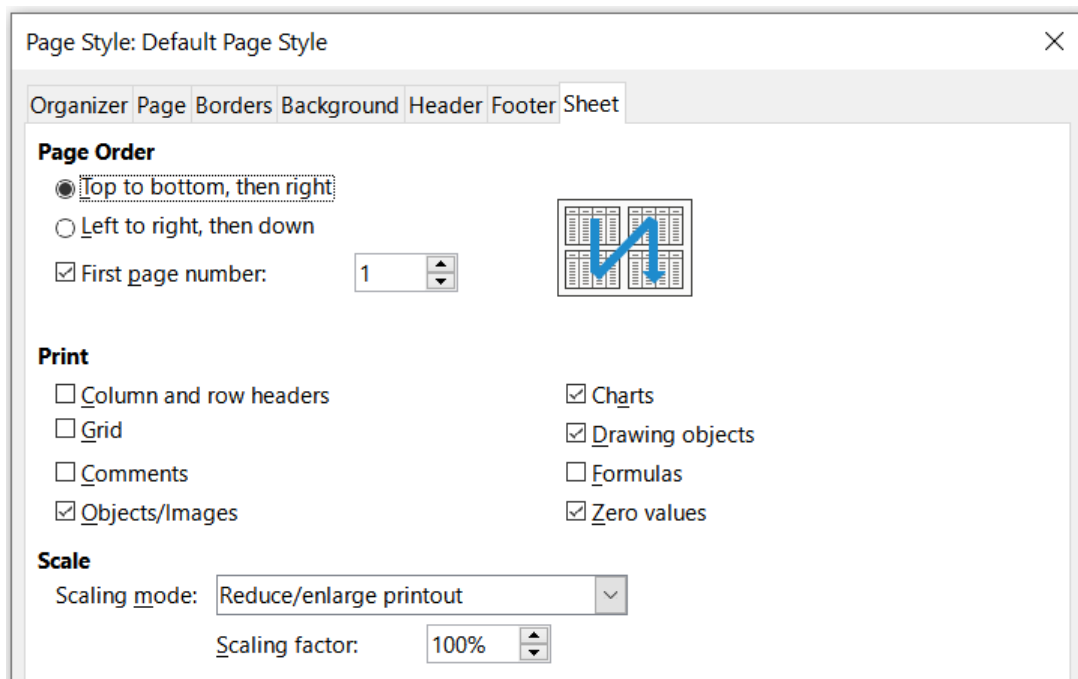 Page Style: Default Page Style
Organizer Page Borders Background Header Footer Sheet
Page Order
Top to bottom, then right
Left to right, then down
First page number: 1
Print
Column and row headers
Grid
Comments
Objects/Images
Charts
Drawing objects
Formulas
Zero values
Scale
Scaling mode: Reduce/enlarge printout
Scaling factor: 100%